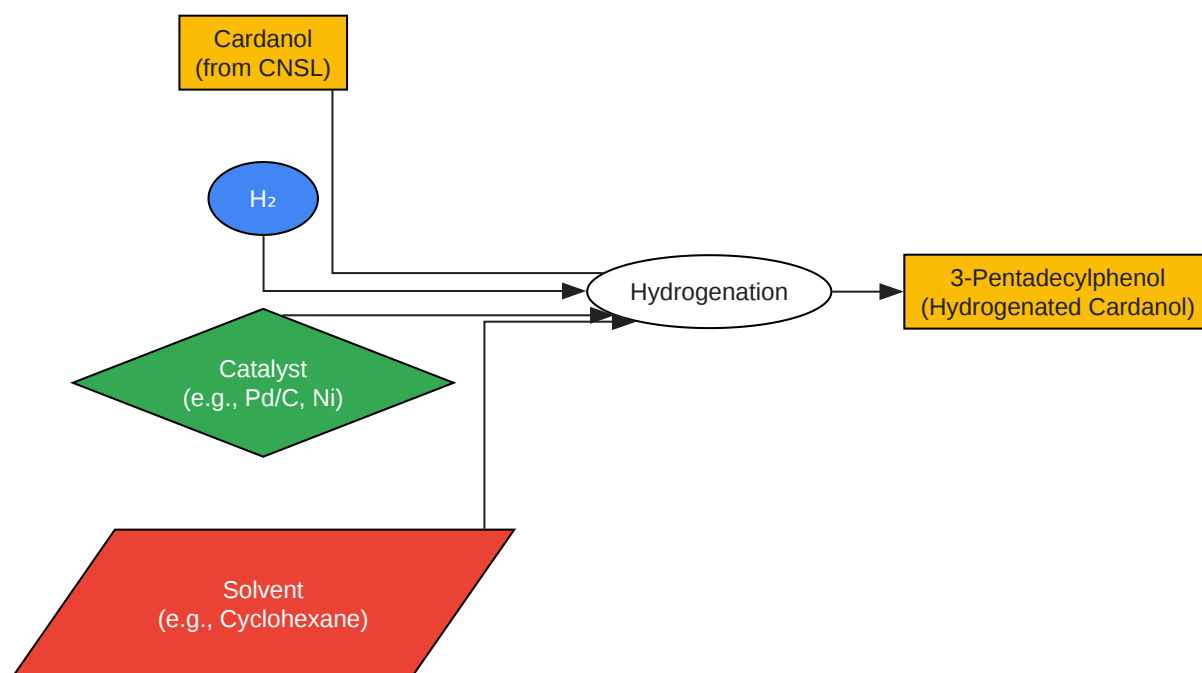 Cardanol
(from CNSL)
H₂
Hydrogenation
3-Pentadecylphenol
(Hydrogenated Cardanol)
Catalyst
(e.g., Pd/C, Ni)
Solvent
(e.g., Cyclohexane)